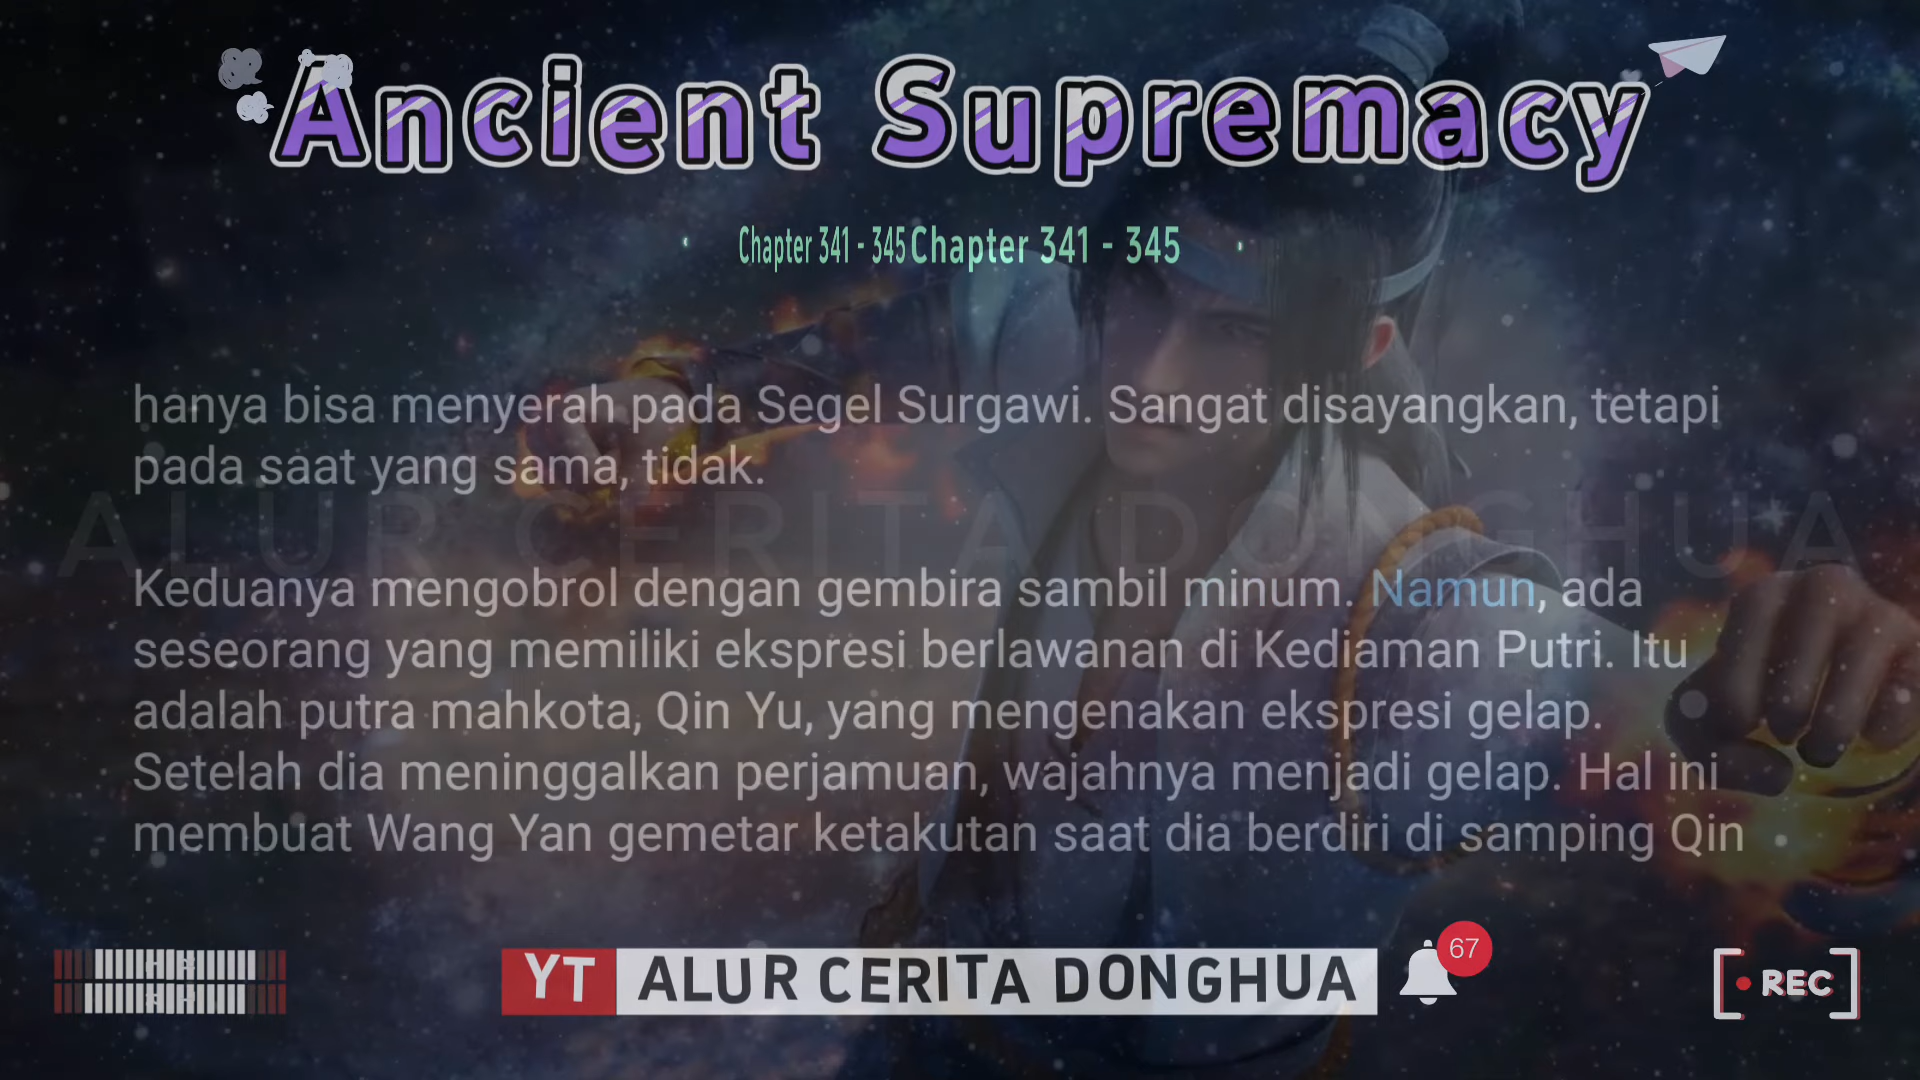 Ancient Supremacy
Chapter 341 - 345 Chapter 341 - 345
hanya bisa menyerah pada Segel Surgawi. Sangat disayangkan, tetapi
pada saat yang sama, tidak.
ALUR CERITA DONGHUA
Keduanya mengobrol dengan gembira sambil minum. Namun, ada
seseorang yang memiliki ekspresi berlawanan di Kediaman Putri. Itu
adalah putra mahkota, Qin Yu, yang mengenakan ekspresi gelap.
Setelah dia meninggalkan perjamuan, wajahnya menjadi gelap. Hal ini
membuat Wang Yan gemetar ketakutan saat dia berdiri di samping Qin
YT ALUR CERITA DONGHUA 67
REC